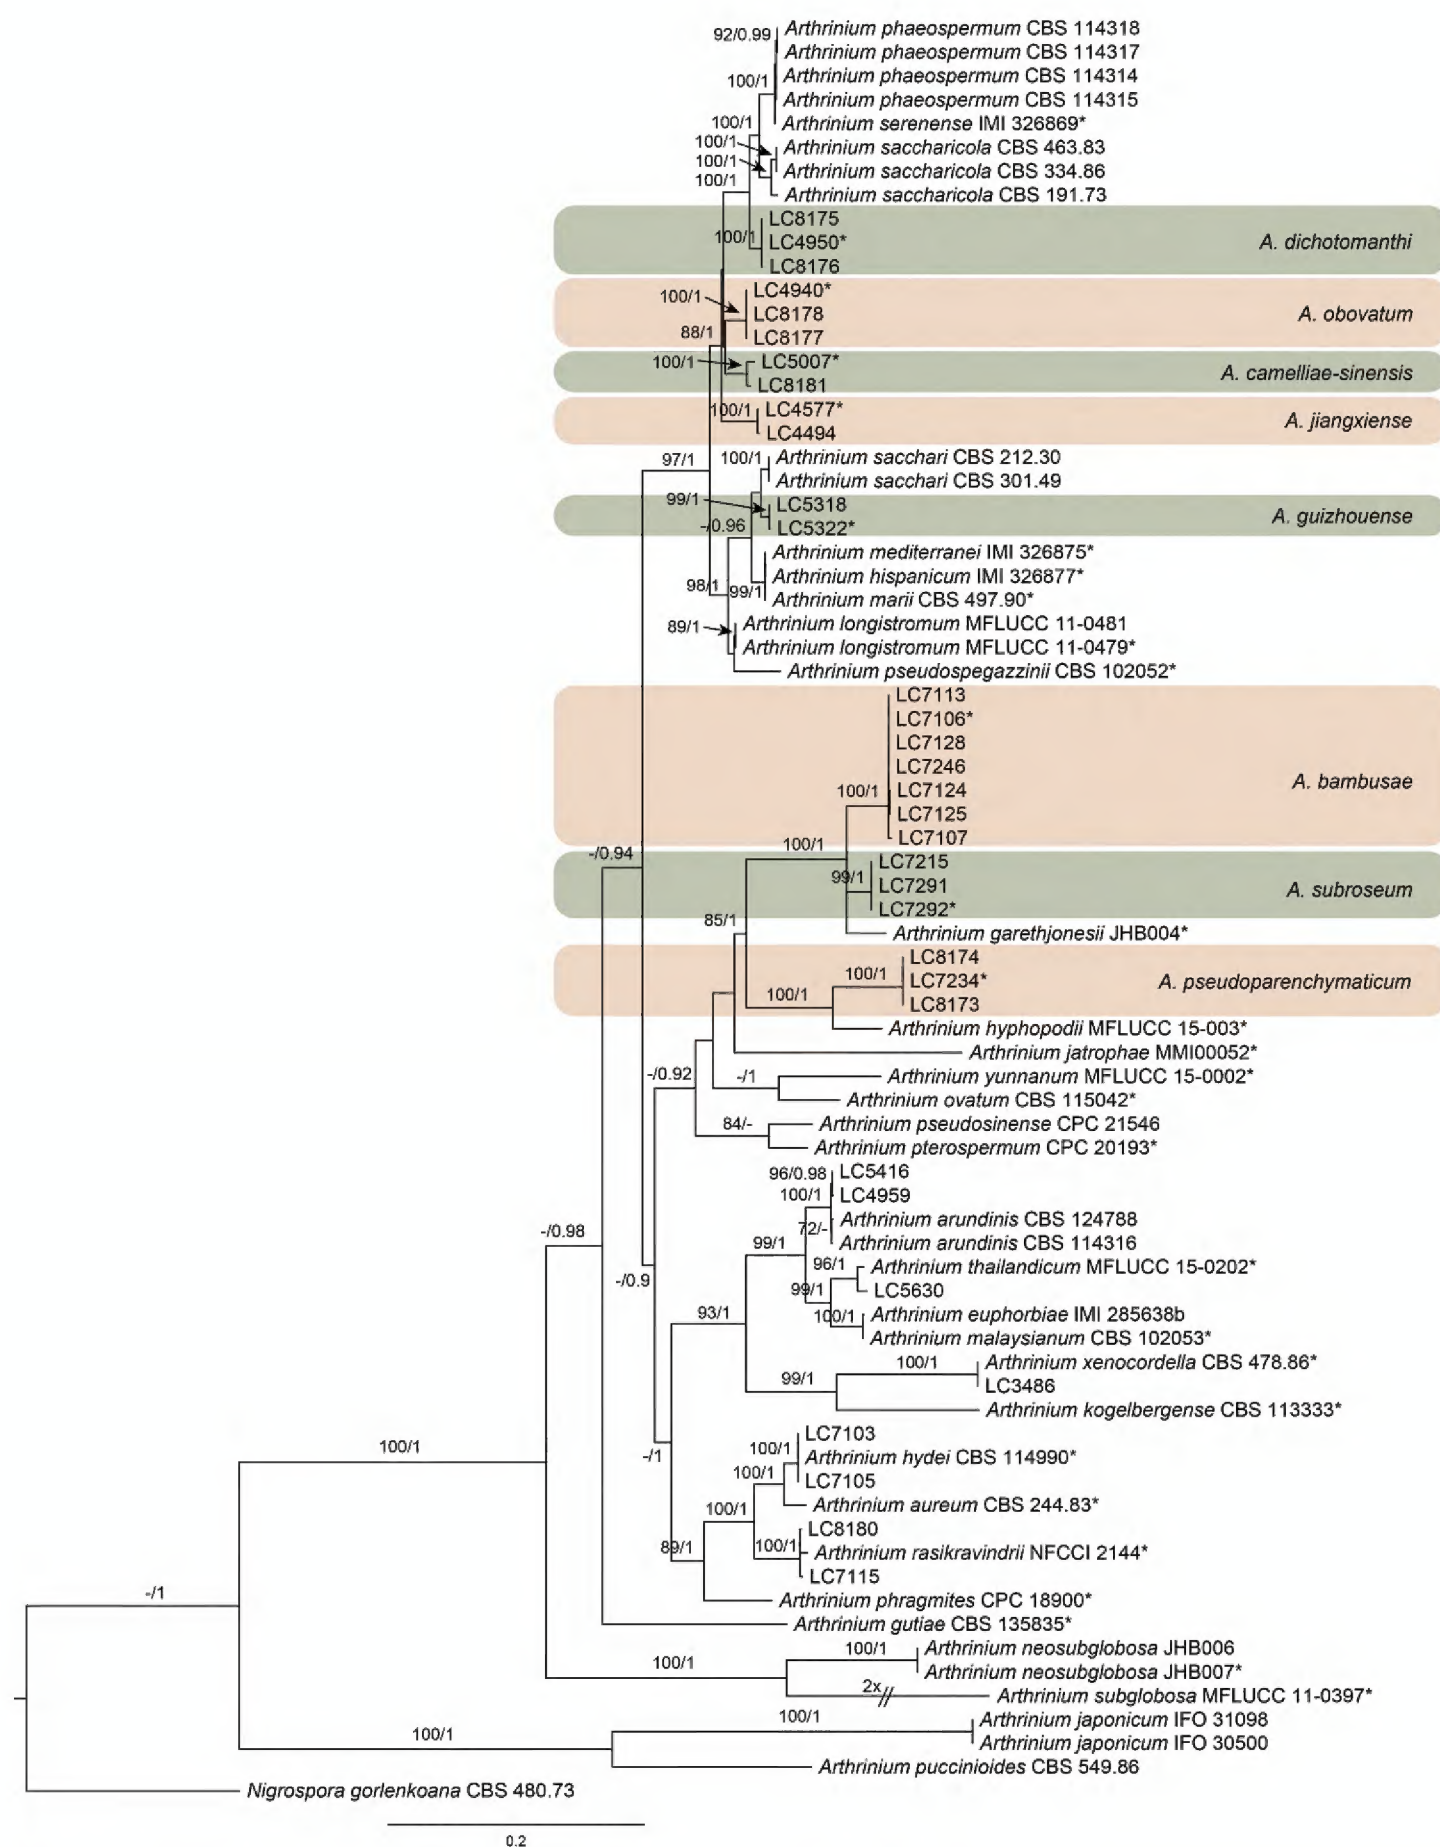 92/0.99
Arthrinium phaeospermum CBS 114318
Arthrinium phaeospermum CBS 114317
Arthrinium phaeospermum CBS 114314
100/1
Arthrinium phaeospermum CBS 114315
100/1
Arthrinium serenense IMI 326869*
100/1
Arthrinium saccharicola CBS 463.83
100/1
Arthrinium saccharicola CBS 334.86
100/1
Arthrinium saccharicola CBS 191.73
LC8175
100/1
LC4950*
A. dichotomanthi
LC8176
LC4940*
100/1
LC8178
A. obovatum
88/1
LC8177
100/1
LC5007*
A. camelliae-sinensis
LC8181
100/1
LC4577*
A. jiangxiense
LC4494
97/1
100/1
Arthrinium sacchari CBS 212.30
Arthrinium sacchari CBS 301.49
99/1
LC5318
A. guizhouense
-/0.96
LC5322*
Arthrinium mediterranei IMI 326875*
Arthrinium hispanicum IMI 326877*
98/1
99/1
Arthrinium marii CBS 497.90*
89/1
Arthrinium longistromum MFLUCC 11-0481
Arthrinium longistromum MFLUCC 11-0479*
Arthrinium pseudospegazzinii CBS 102052*
LC7113
LC7106*
LC7128
LC7246
A. bambusae
100/1
LC7124
LC7125
LC7107
100/1
-/0.94
LC7215
99/1
LC7291
A. subroseum
LC7292*
85/1
Arthrinium garethjonesii JHB004*
LC8174
100/1
LC7234*
A. pseudoparenchymaticum
100/1
LC8173
Arthrinium hyphopodii MFLUCC 15-003*
Arthrinium jatrophae MMI00052*
-/0.92
-/1
Arthrinium yunnanum MFLUCC 15-0002*
Arthrinium ovatum CBS 115042*
84/-
Arthrinium pseudosinense CPC 21546
Arthrinium pterospermum CPC 20193*
96/0.98
LC5416
100/1
LC4959
72/-
Arthrinium arundinis CBS 124788
-/0.98
99/1
Arthrinium arundinis CBS 114316
96/1
Arthrinium thailandicum MFLUCC 15-0202*
-/0.9
99/1
LC5630
93/1
100/1
Arthrinium euphorbiae IMI 285638b
Arthrinium malaysianum CBS 102053*
100/1
Arthrinium xenocordella CBS 478.86*
99/1
LC3486
Arthrinium kogelbergense CBS 113333*
LC7103
100/1
100/1
Arthrinium hydei CBS 114990*
-/1
100/1
LC7105
100/1
Arthrinium aureum CBS 244.83*
LC8180
89/1
100/1
Arthrinium rasikravindrii NFCCI 2144*
LC7115
-/1
Arthrinium phragmites CPC 18900*
Arthrinium gutiae CBS 135835*
100/1
Arthrinium neosubglobosa JHB006
100/1
Arthrinium neosubglobosa JHB007*
2x
Arthrinium subglobosa MFLUCC 11-0397*
100/1
Arthrinium japonicum IFO 31098
100/1
Arthrinium japonicum IFO 30500
Arthrinium puccinioides CBS 549.86
Nigrospora gorlenkoana CBS 480.73
0.2